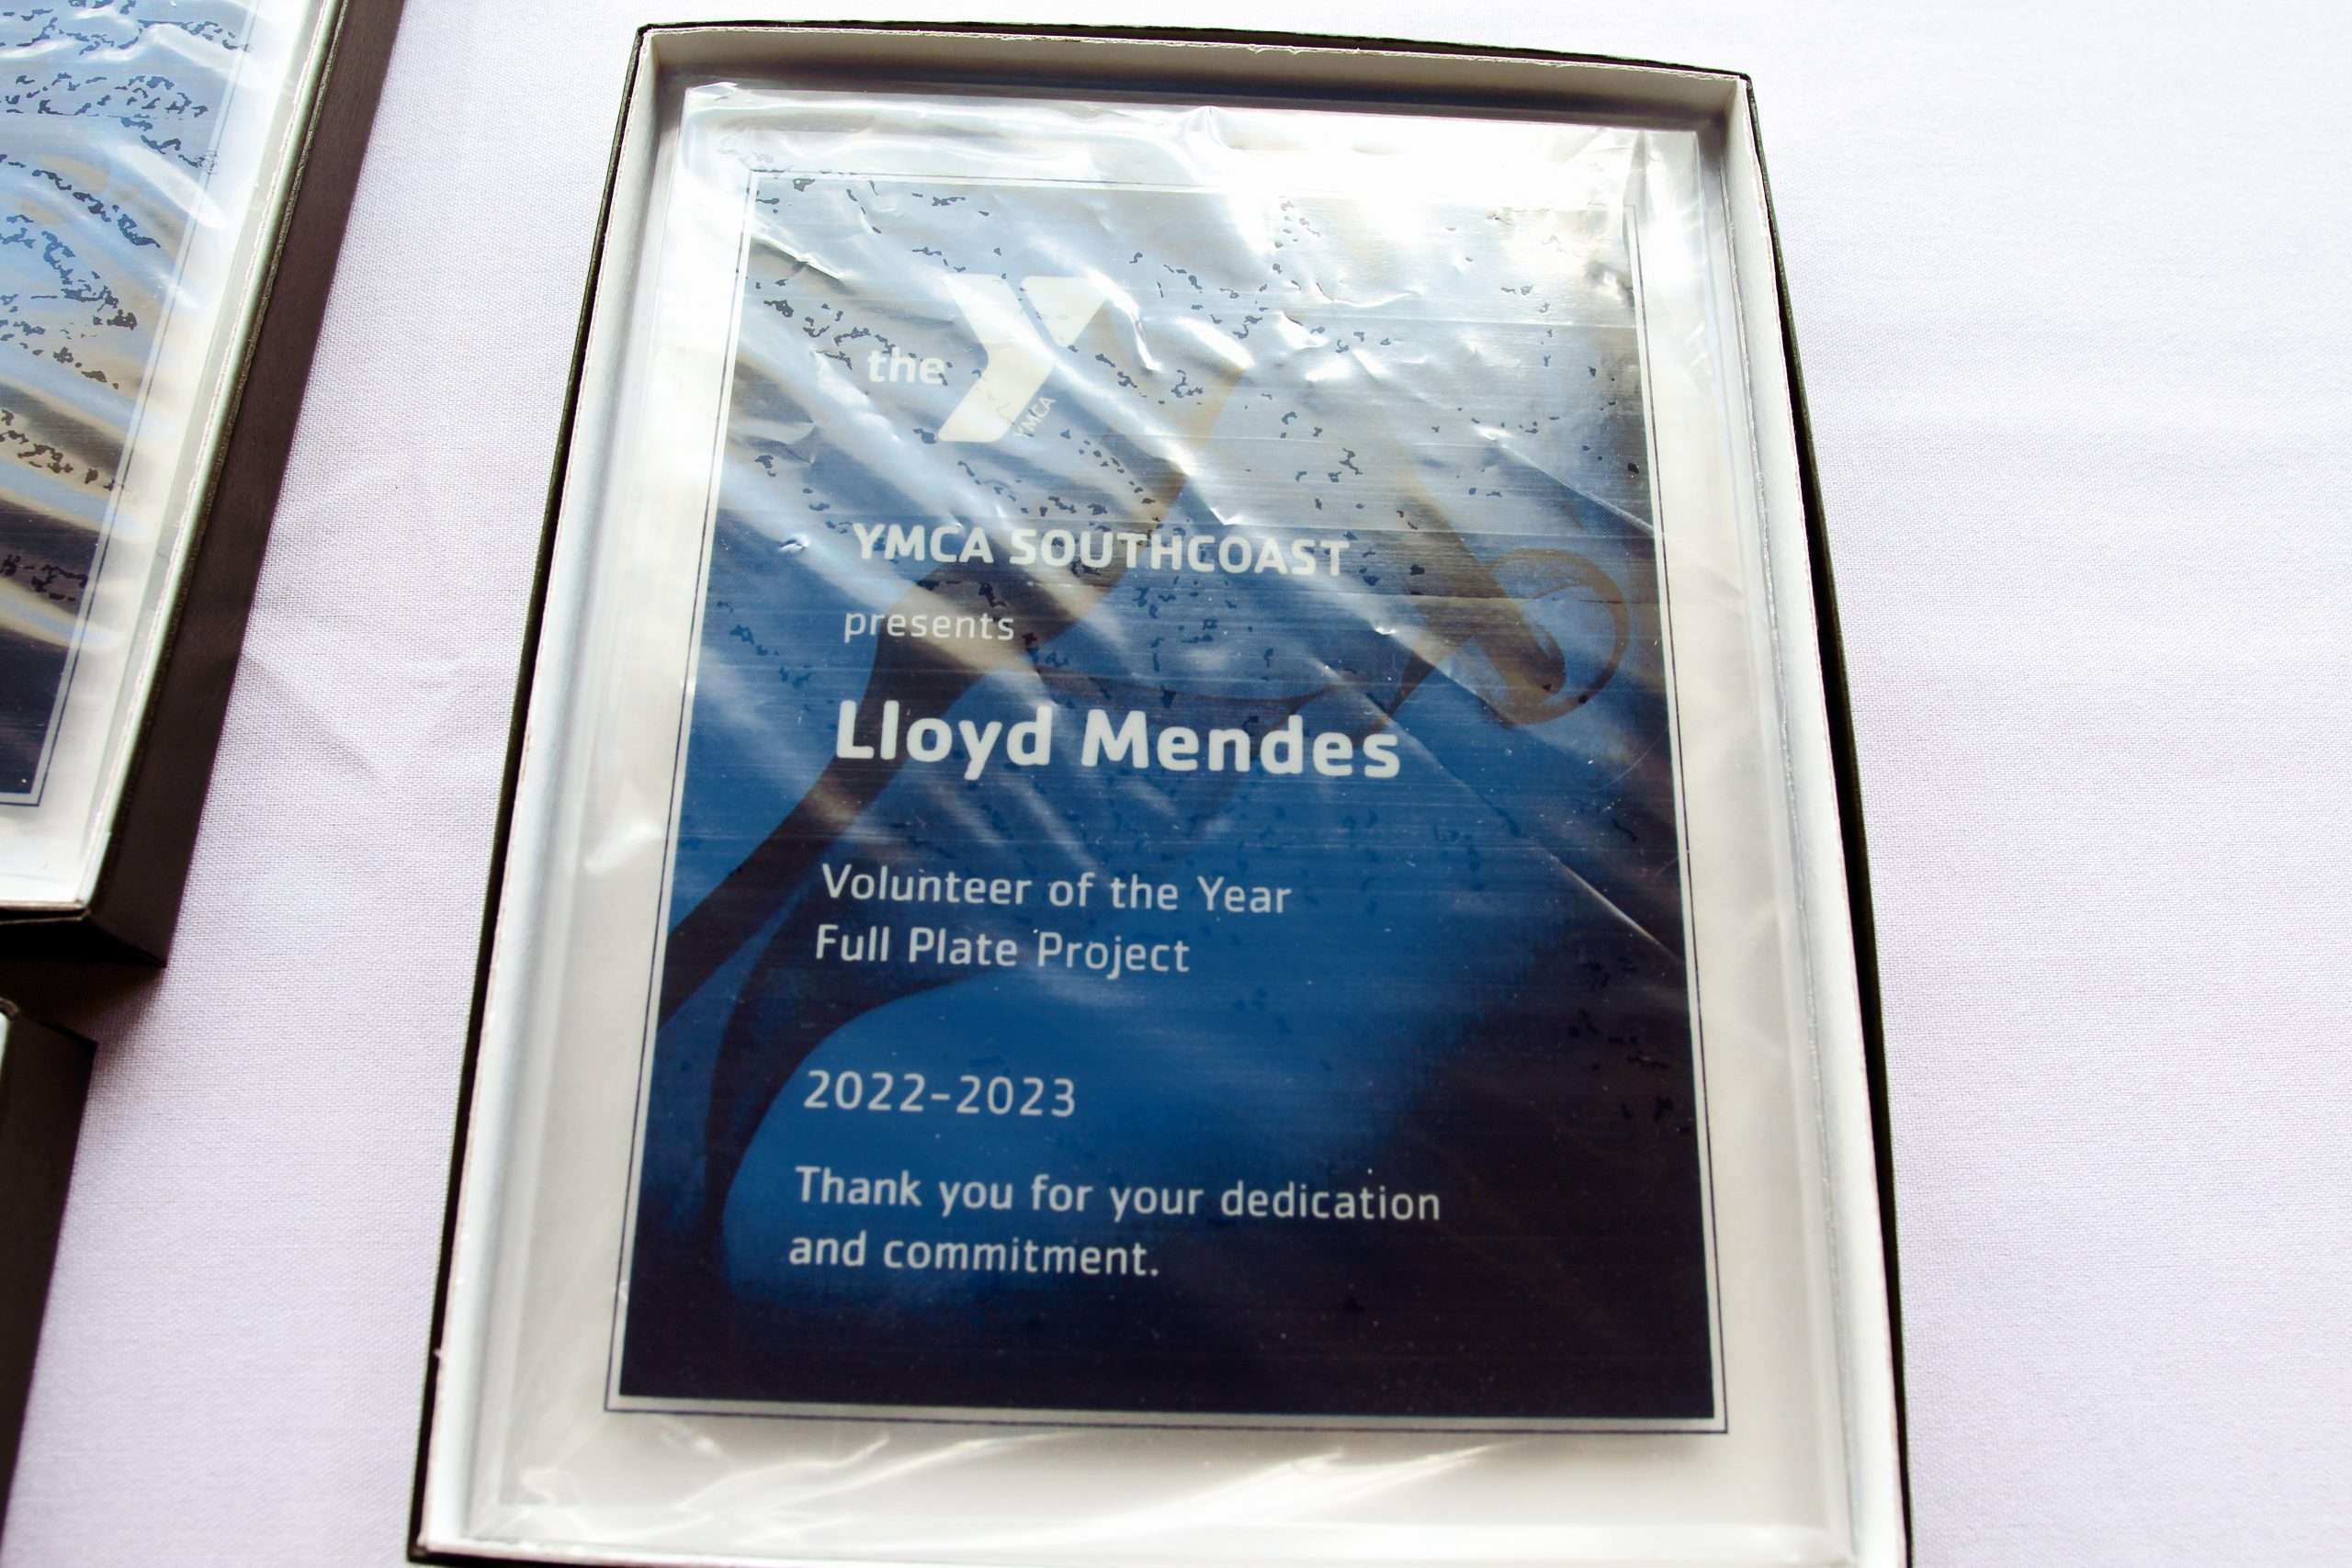 the
YMCA
YMCA SOUTHCOAST
presents
Lloyd Mendes
Volunteer of the Year
Full Plate Project
2022-2023
Thank you for your dedication
and commitment.